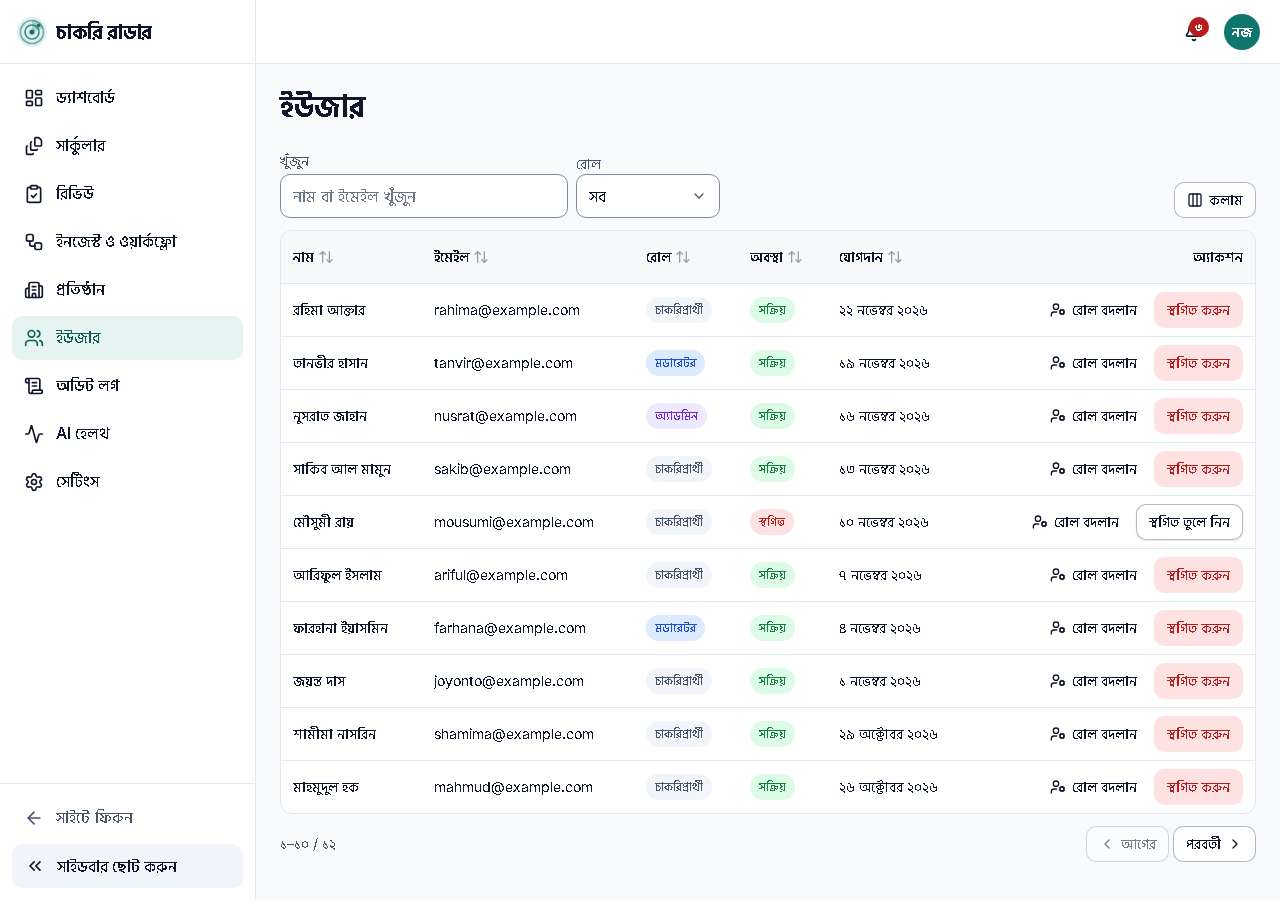 চাকরি রাডার
৩
নজ
ড্যাশবোর্ড
সার্কুলার
রিভিউ
ইনজেস্ট ও ওয়ার্কফ্লো
প্রতিষ্ঠান
ইউজার
অডিট লগ
AI হেলথ
সেটিংস
সাইটে ফিরুন
সাইডবার ছোট করুন
ইউজার
খুঁজুন
রোল
নাম বা ইমেইল খুঁজুন
সব
কলাম
নাম ইমেইল রোল অবস্থা যোগদান অ্যাকশন
রহিমা আক্তার rahima@example.com চাকরিপ্রার্থী সক্রিয় ২২ নভেম্বর ২০২৬ রোল বদলান স্থগিত করুন
তানভীর হাসান tanvir@example.com মডারেটর সক্রিয় ১৯ নভেম্বর ২০২৬ রোল বদলান স্থগিত করুন
নুসরাত জাহান nusrat@example.com অ্যাডমিন সক্রিয় ১৬ নভেম্বর ২০২৬ রোল বদলান স্থগিত করুন
সাকিব আল মামুন sakib@example.com চাকরিপ্রার্থী সক্রিয় ১৩ নভেম্বর ২০২৬ রোল বদলান স্থগিত করুন
মৌসুমী রায় mousumi@example.com চাকরিপ্রার্থী স্থগিত ১০ নভেম্বর ২০২৬ রোল বদলান স্থগিত তুলে নিন
আরিফুল ইসলাম ariful@example.com চাকরিপ্রার্থী সক্রিয় ৭ নভেম্বর ২০২৬ রোল বদলান স্থগিত করুন
ফারহানা ইয়াসমিন farhana@example.com মডারেটর সক্রিয় ৪ নভেম্বর ২০২৬ রোল বদলান স্থগিত করুন
জয়ন্ত দাস joyonto@example.com চাকরিপ্রার্থী সক্রিয় ১ নভেম্বর ২০২৬ রোল বদলান স্থগিত করুন
শামীমা নাসরিন shamima@example.com চাকরিপ্রার্থী সক্রিয় ২৯ অক্টোবর ২০২৬ রোল বদলান স্থগিত করুন
মাহমুদুল হক mahmud@example.com চাকরিপ্রার্থী সক্রিয় ২৬ অক্টোবর ২০২৬ রোল বদলান স্থগিত করুন
১–১০ / ১২
আগের
পরবর্তী